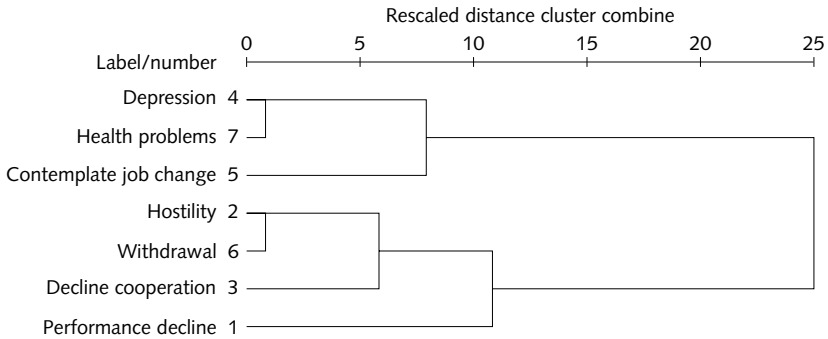 Rescaled distance cluster combine
0 5 10 15 20 25
Label/number
Depression 4
Health problems 7
Contemplate job change 5
Hostility 2
Withdrawal 6
Decline cooperation 3
Performance decline 1